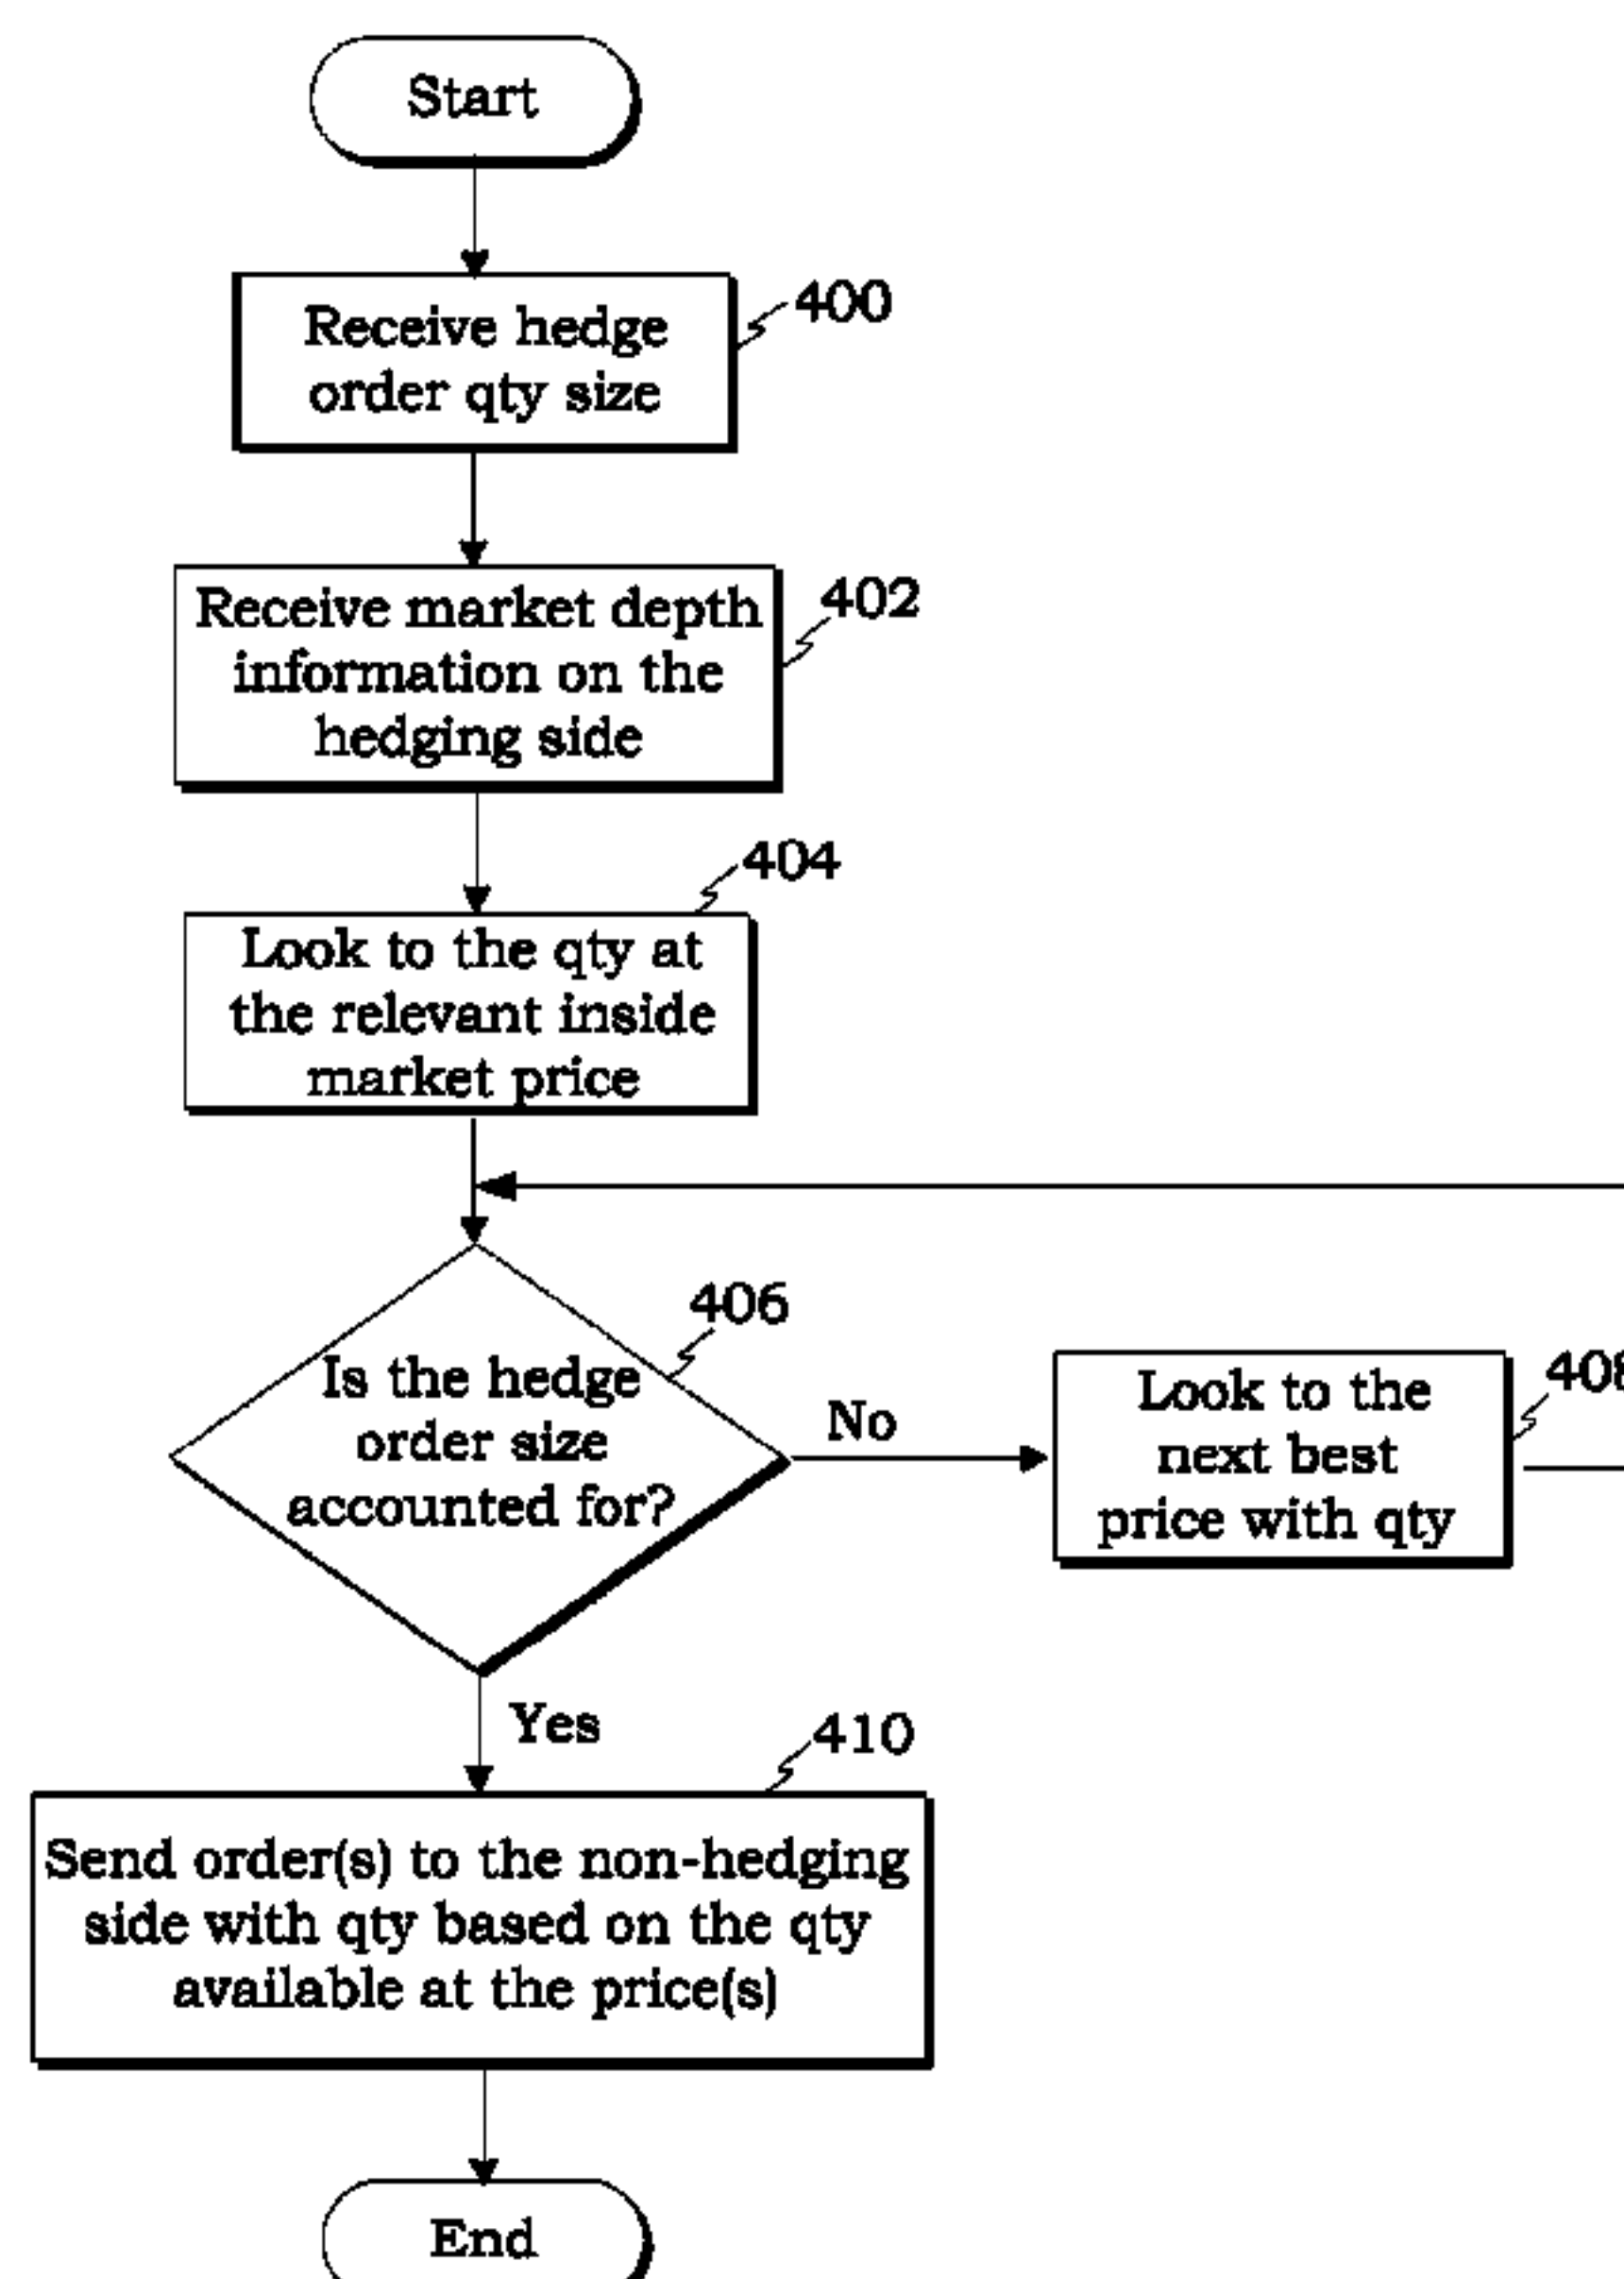 Start
400
Receive hedge
order qty size
402
Receive market depth
information on the
hedging side
404
Look to the qty at
the relevant inside
market price
406
Is the hedge
order size
accounted for?
No
408
Look to the
next best
price with qty
Yes
410
Send order(s) to the non-hedging
side with qty based on the qty
available at the price(s)
End